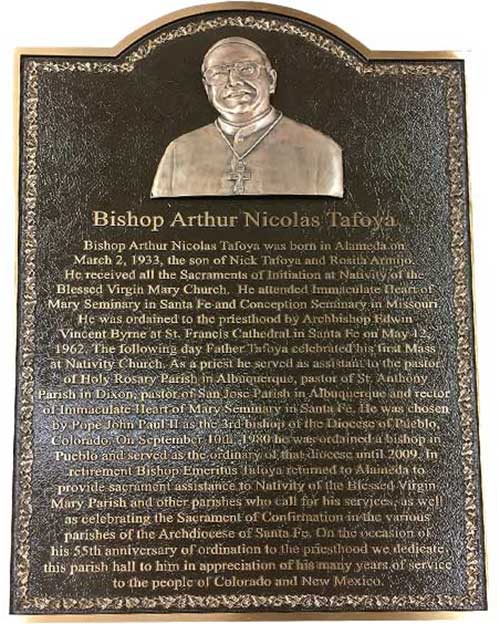 Bishop Arthur Nicolas Tafoya
Bishop Arthur Nicolas Tafoya was born in Alameda on
March 2, 1933, the son of Nick Tafoya and Rosita Armijo.
He received all the Sacraments of Initiation at Nativity of the
Blessed Virgin Mary Church. He attended Immaculate Heart of
Mary Seminary in Santa Fe and Conception Seminary in Missouri
He was ordained to the priesthood by Archbishop Edwin
Vincent Byrne at St. Francis Cathedral in Santa Fe on May 12,
1962. The following day Father Tafoya celebrated his first Mass
at Nativity Church. As a priest he served as assistant to the pastor
of Holy Rosary Parish in Albuquerque, pastor of St. Anthony
Parish in Dixon, pastor of San Jose Parish in Albuquerque and rector
of Immaculate Heart of Mary Seminary in Santa Fe. He was chosen
by Pope John Paul II as the 3rd bishop of the Diocese of Pueblo,
Colorado. On September 10th, 1980 he was ordained a bishop in
Pueblo and served as the ordinary of that diocese until 2009. In
retirement Bishop Emeritus Tafoya returned to Alameda to
provide sacrament assistance to Nativity of the Blessed Virgin
Mary Parish and other parishes who call for his services, as well
as celebrating the Sacrament of Confirmation in the various
parishes of the Archdiocese of Santa Fe. On the occasion of
his 55th anniversary of ordination to the priesthood we dedicate
this parish hall to him in appreciation of his many years of service
to the people of Colorado and New Mexico.